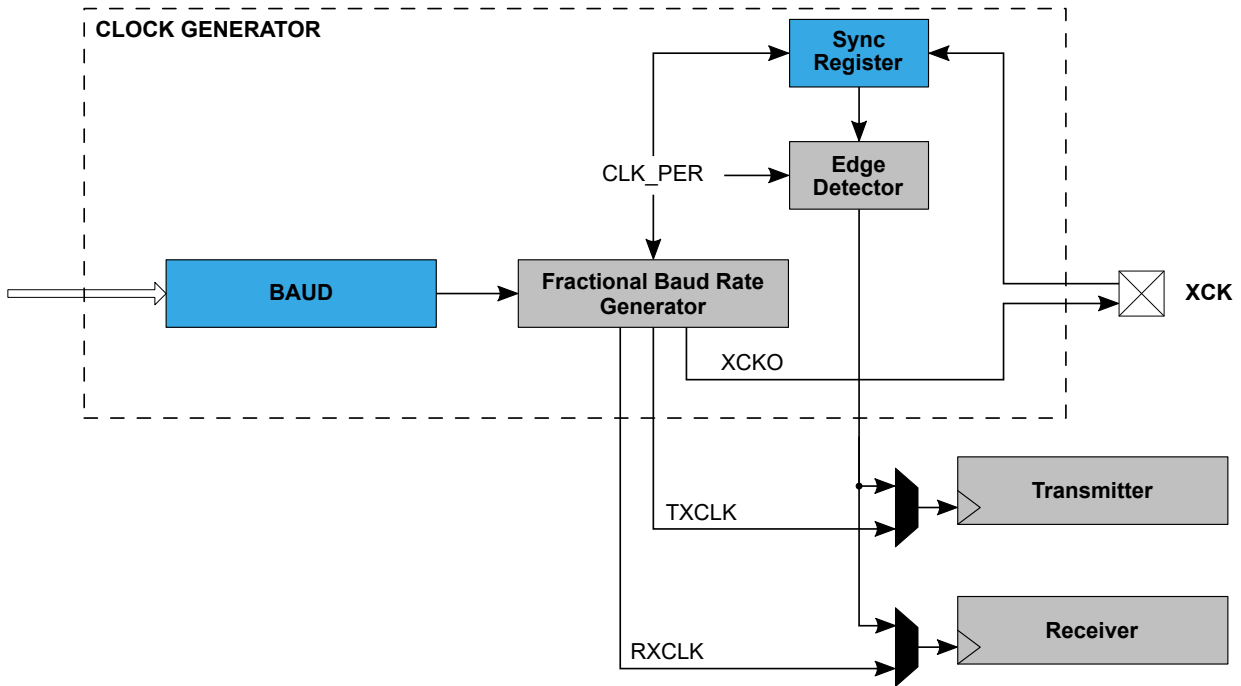 CLOCK GENERATOR
Sync
Register
CLK_PER
Edge
Detector
BAUD
Fractional Baud Rate
Generator
XCK
XCKO
Transmitter
TXCLK
Receiver
RXCLK